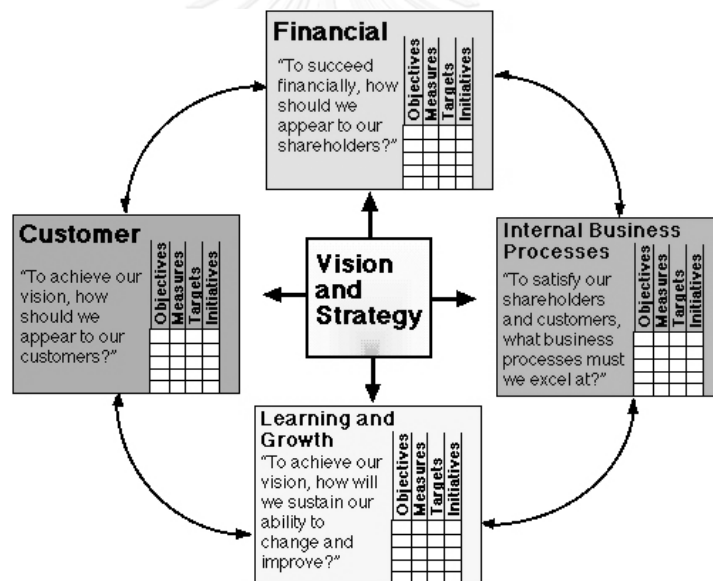 Financial
“To succeed
financially, how
should we
appear to our
shareholders?”
Objectives
Measures
Targets
Initiatives
Customer
“To achieve our
vision, how
should we
appear to our
customers?”
Objectives
Measures
Targets
Initiatives
Vision
and
Strategy
Internal Business
Processes
“To satisfy our
shareholders
and customers,
what business
processes must
we excel at?”
Objectives
Measures
Targets
Initiatives
Learning and
Growth
“To achieve our
vision, how will
we sustain our
ability to
change and
improve?”
Objectives
Measures
Targets
Initiatives